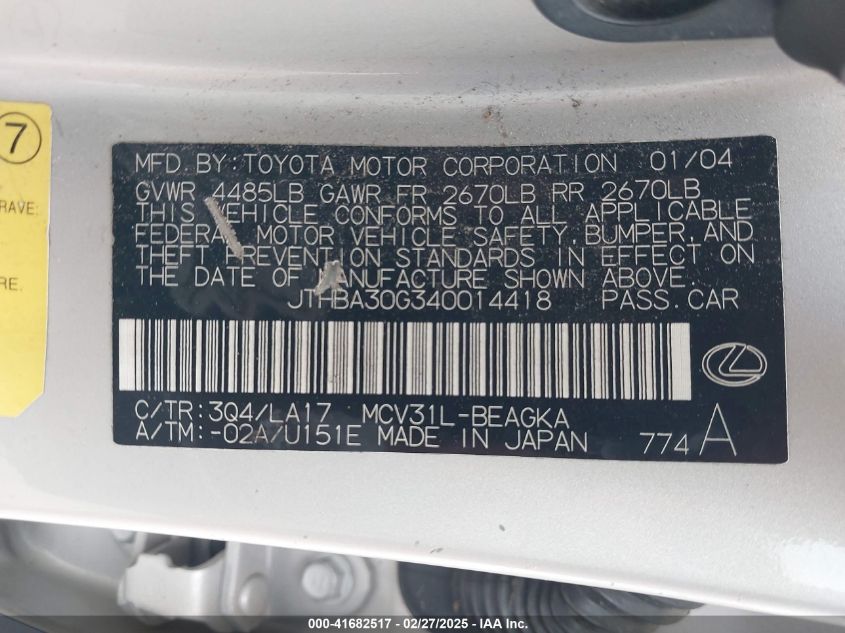 7
RAVE
MFD.BY:TOYOTA MOTOR CORPORATION 01/04
GVWR 4485LB GAWR FR 2670LB RR 2670LB
THIS VEHICLE CONFORMS TO ALL APPLICABLE
FEDERAL MOTOR VEHICLE SAFETY,BUMPER,AND
THEFT PREVENTION STANDARDS IN EFFECT ON
THE DATE OF MANUFACTURE SHOWN ABOVE.
JTHBA30G340014418 PASS.CAR
C/TR:3Q4/LA17 MCV31L-BEAGKA
A/TM:-02A/U151E MADE IN JAPAN 774 A
000-41682517 - 02/27/2025 - IAA Inc.